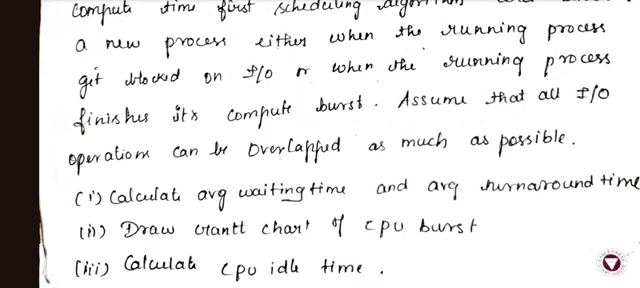 compute time first scheduling
a new process either when the running process
get blocked on I/O or when the running process
finishes its compute burst. Assume that all I/O
operations can be overlapped as much as possible.
(i) Calculate avg waiting time and avg turnaround time
(ii) Draw Gantt chart of cpu burst
(iii) Calculate cpu idle time.